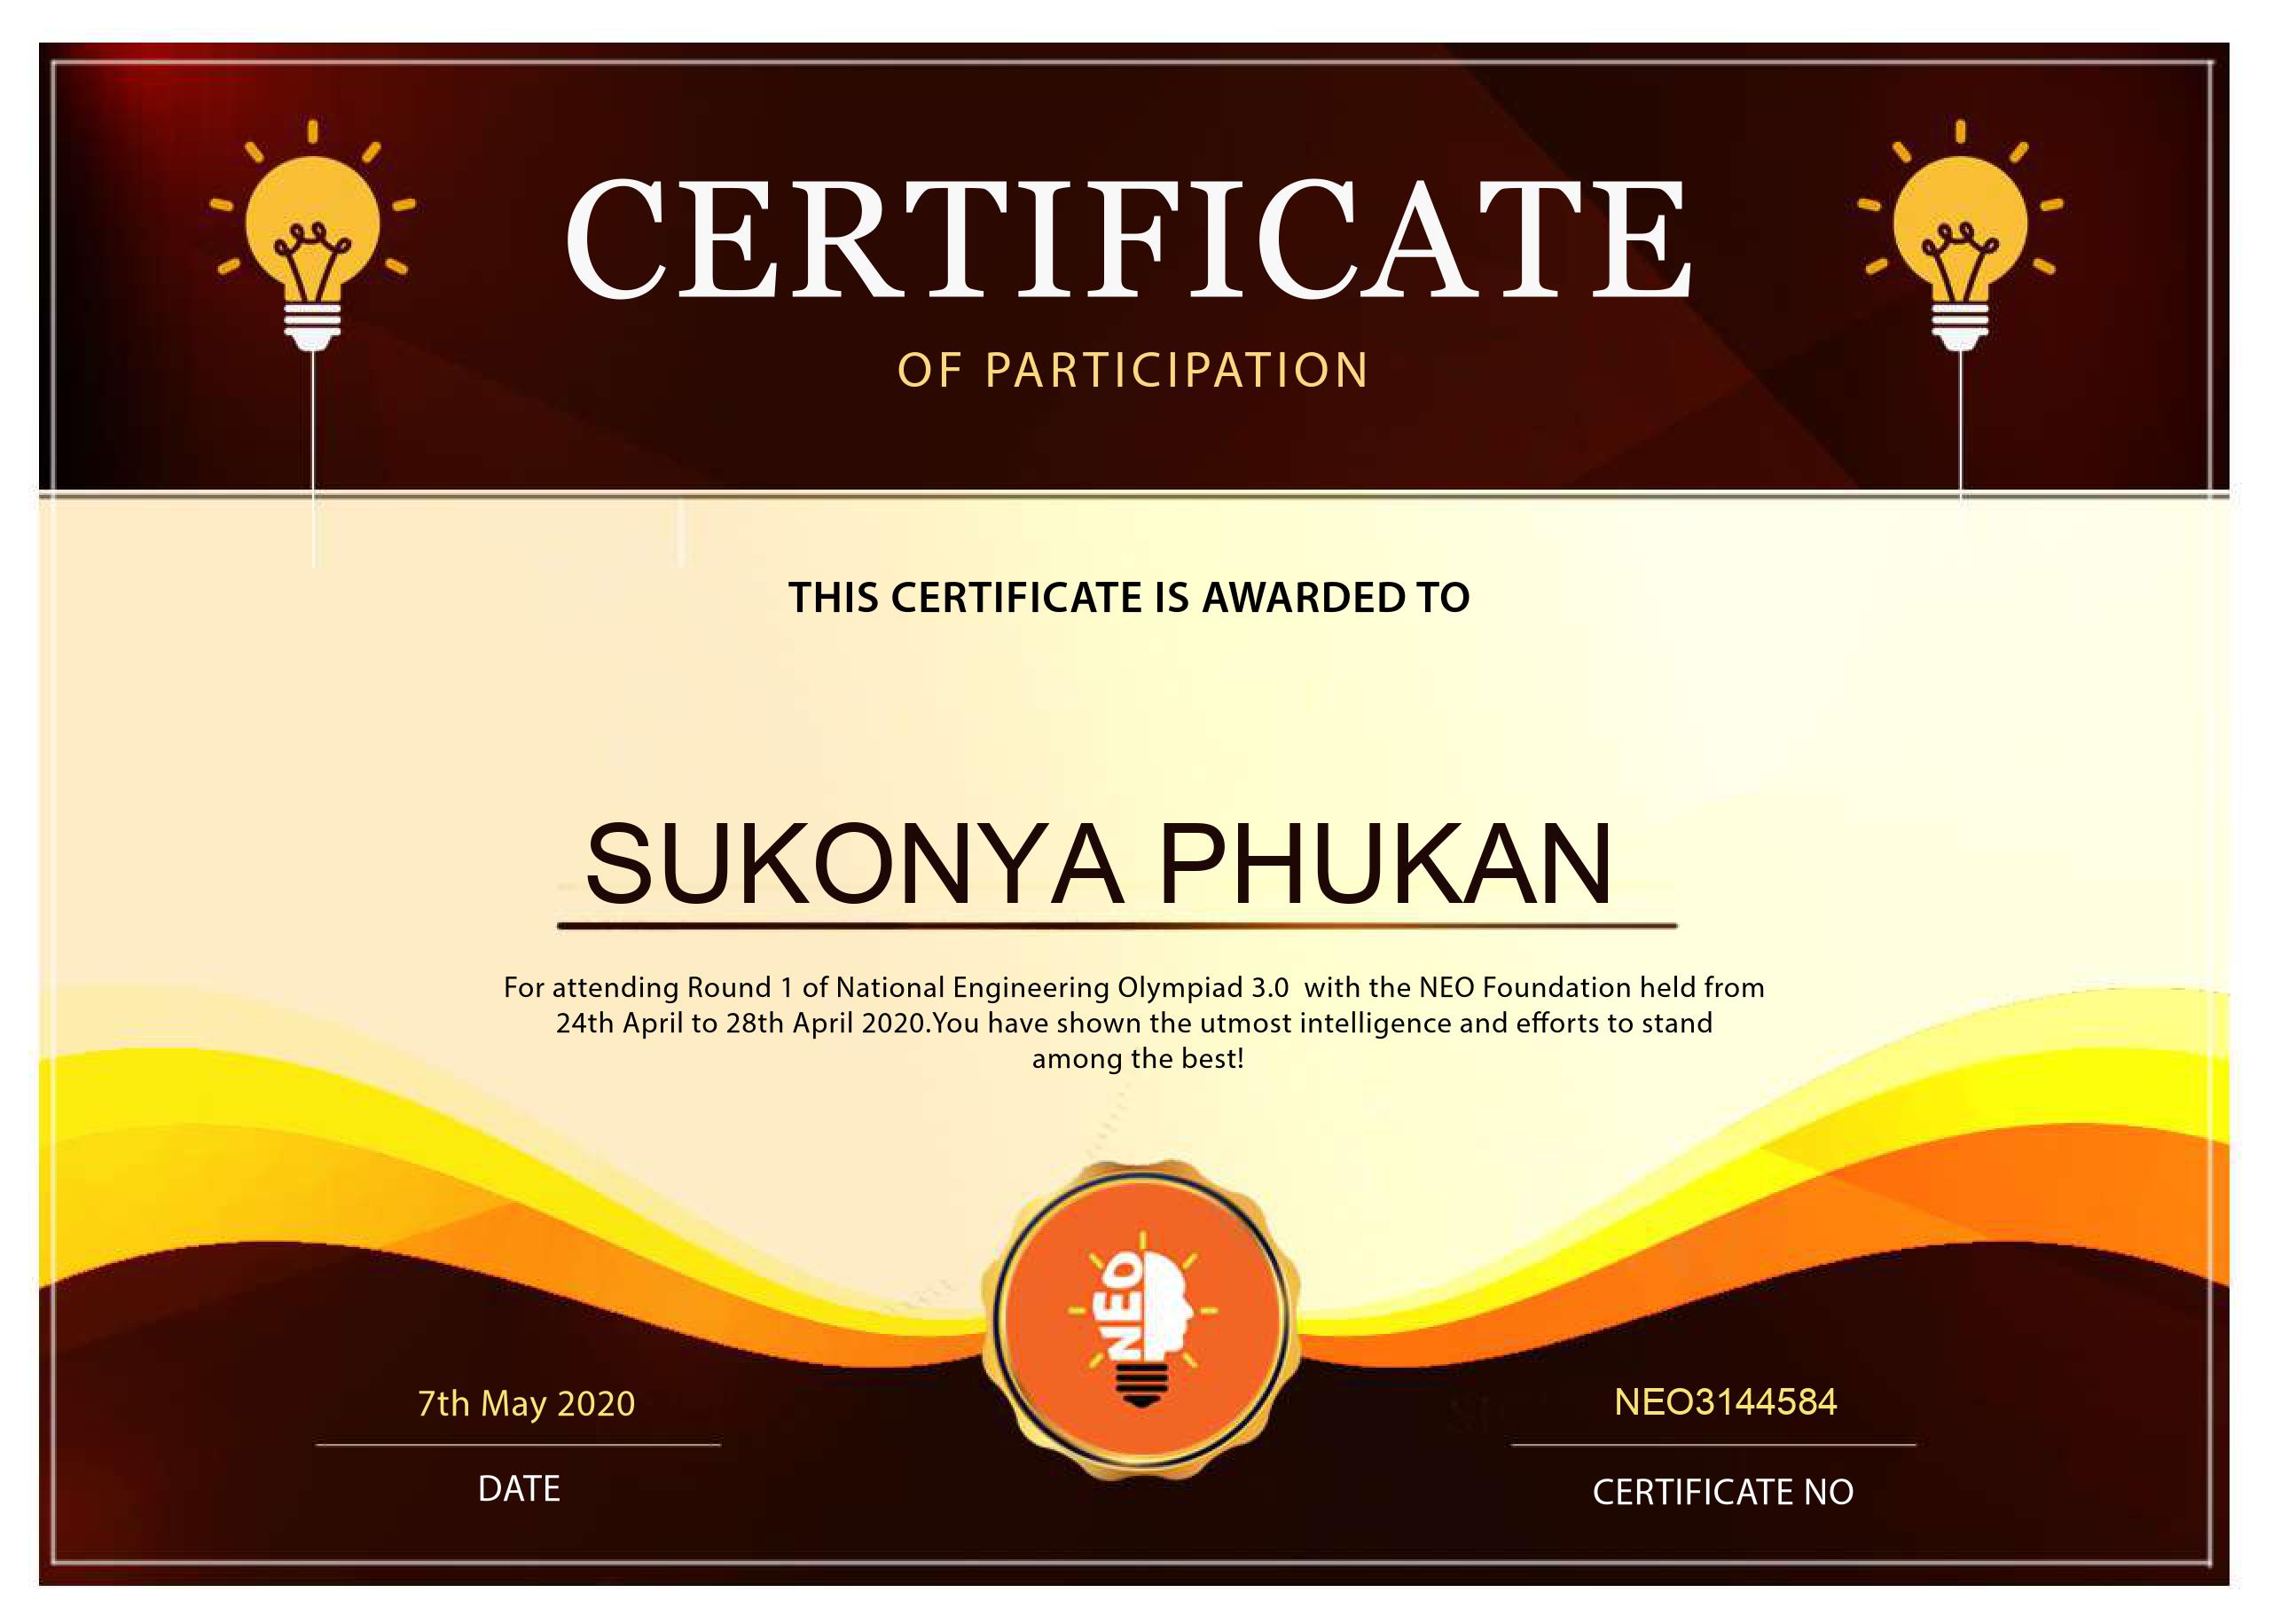 CERTIFICATE
OF PARTICIPATION
THIS CERTIFICATE IS AWARDED TO
SUKONYA PHUKAN
For attending Round 1 of National Engineering Olympiad 3.0 with the NEO Foundation held from
24th April to 28th April 2020.You have shown the utmost intelligence and efforts to stand
among the best!
NEO
7th May 2020
DATE
NEO3144584
CERTIFICATE NO